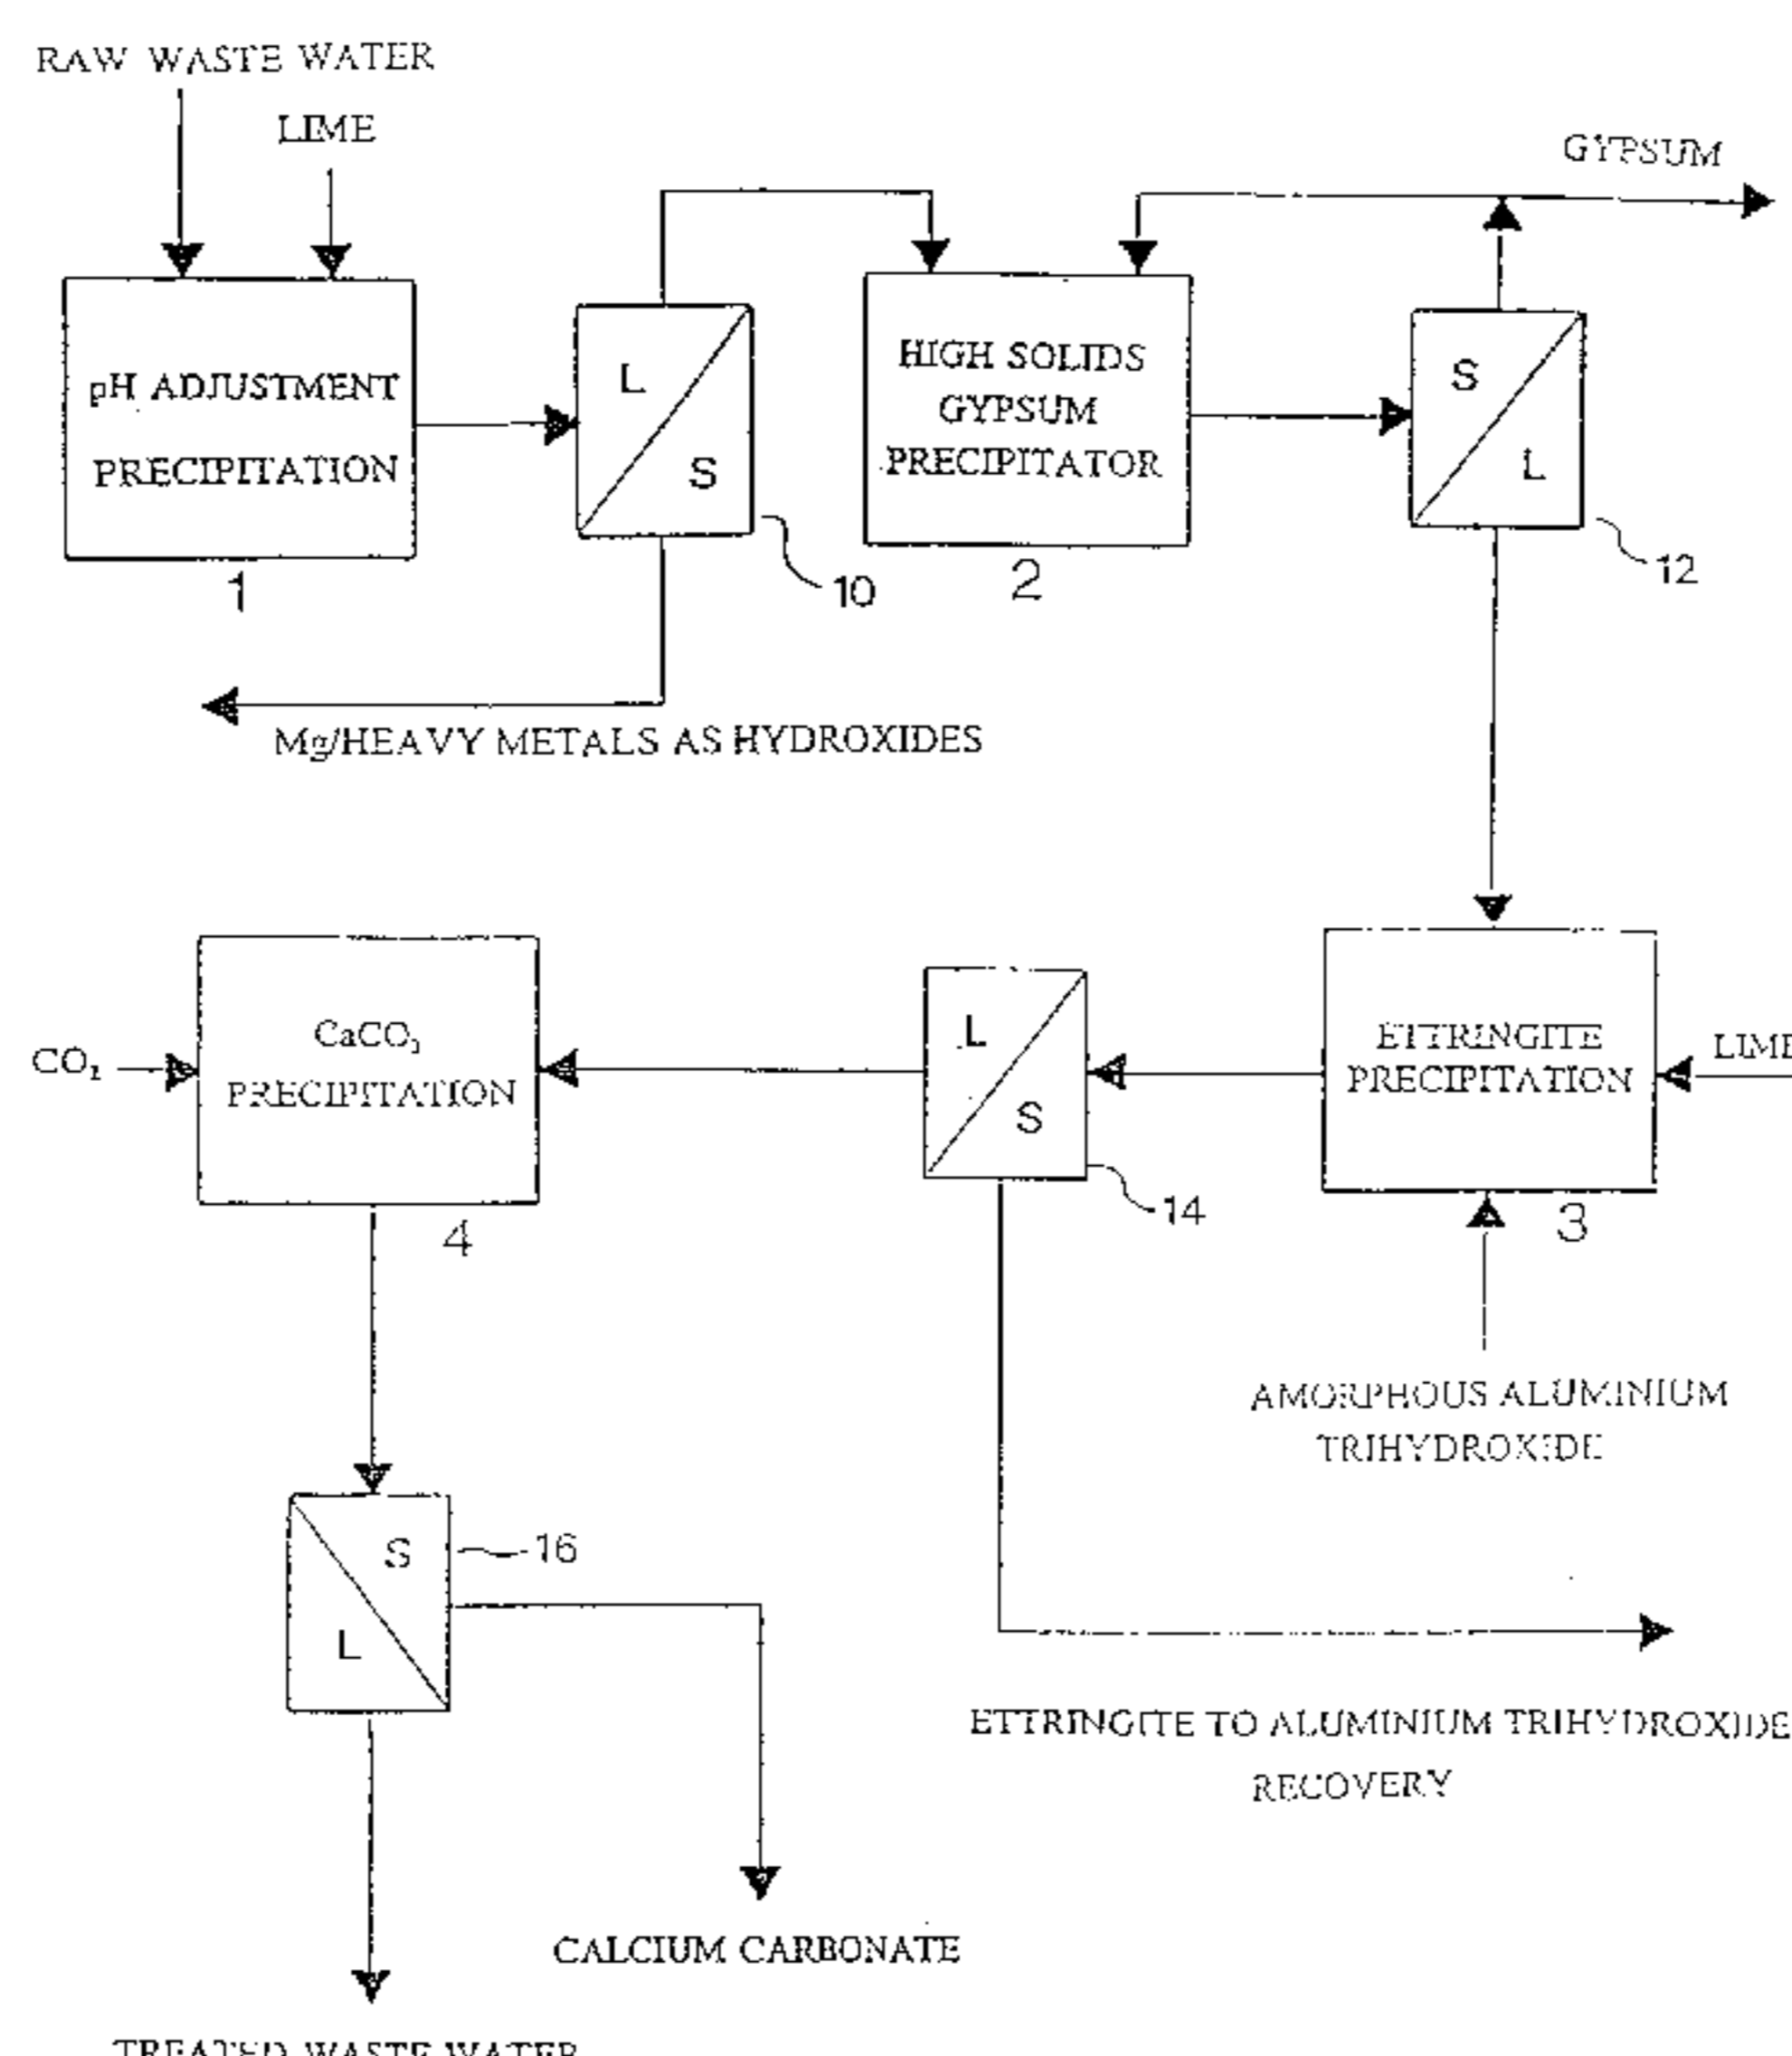 RAW WASTE WATER
LIME
GYPSUM
pH ADJUSTMENT
PRECIPITATION
L
S
HIGH SOLIDS
GYPSUM
PRECIPITATOR
S
L
1
10
2
12
Mg/HEAVY METALS AS HYDROXIDES
CO₂
CaCO₃
PRECIPITATION
L
S
ETTRINGITE
PRECIPITATION
LIME
4
14
3
AMORPHOUS ALUMINIUM
TRIHYDROXIDE
S
L
16
ETTRINGITE TO ALUMINIUM TRIHYDROXIDE
RECOVERY
CALCIUM CARBONATE
TREATED WASTE WATER